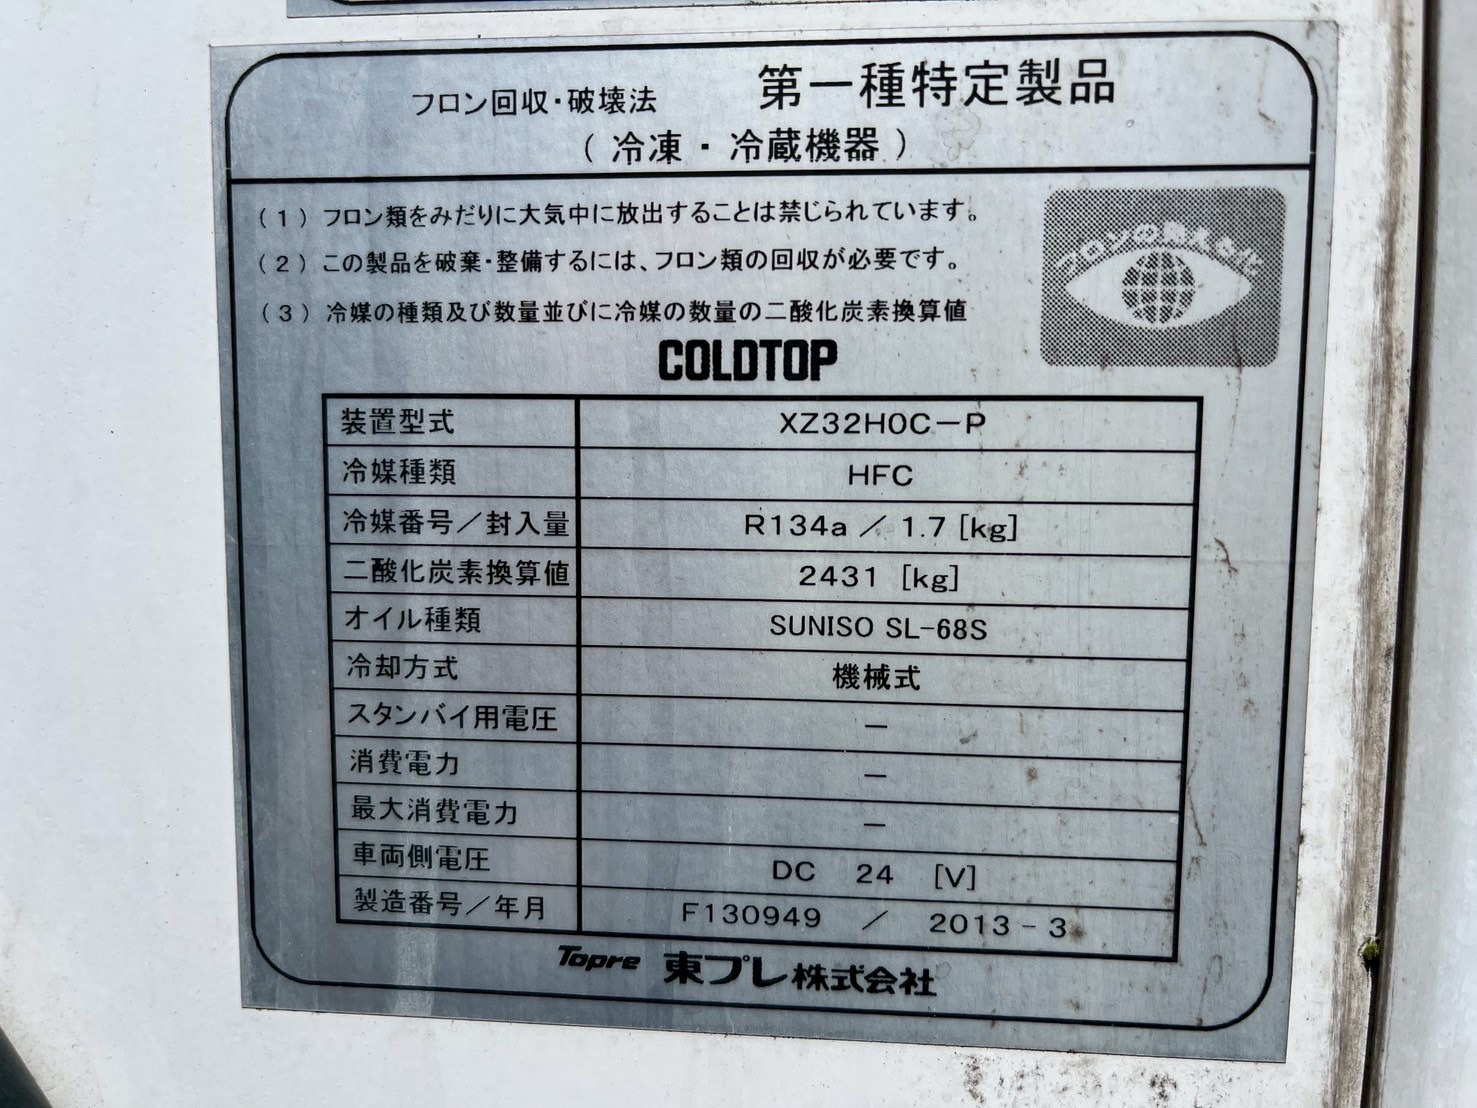 フロン回収・破壊法 第一種特定製品
(冷凍・冷蔵機器)
(1) フロン類をみだりに大気中に放出することは禁じられています。
(2) この製品を破棄・整備するには、フロン類の回収が必要です。
(3) 冷媒の種類及び数量並びに冷媒の数量の二酸化炭素換算値
フロンの見える化
COLDTOP
装置型式 XZ32H0C-P
冷媒種類 HFC
冷媒番号/封入量 R134a / 1.7 [kg]
二酸化炭素換算値 2431 [kg]
オイル種類 SUNISO SL-68S
冷却方式 機械式
スタンバイ用電圧 －
消費電力 －
最大消費電力 －
車両側電圧 DC 24 [V]
製造番号/年月 F130949 / 2013-3
Topre 東プレ株式会社